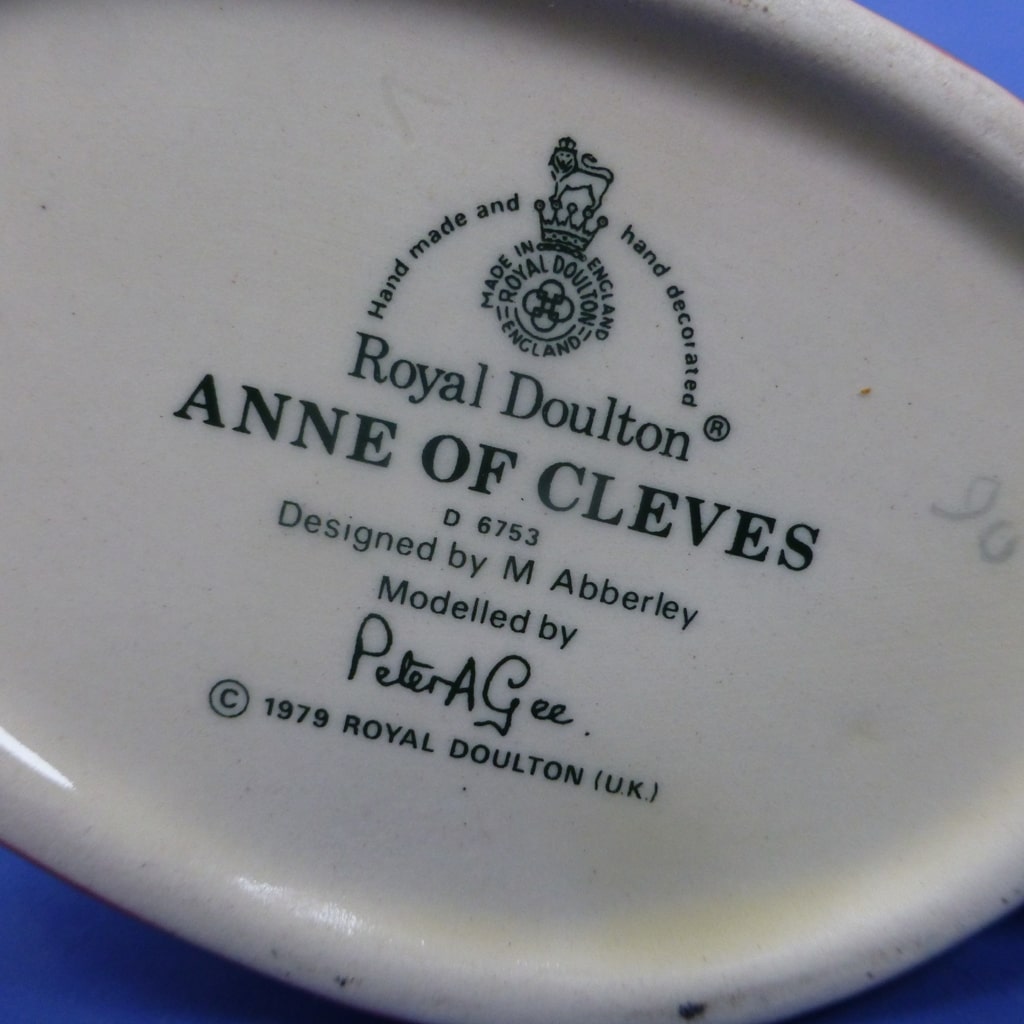 Hand made and hand decorated
MADE IN ENGLAND
ROYAL DOULTON
ENGLAND
Royal Doulton ®
ANNE OF CLEVES
D 6753
Designed by M Abberley
Modelled by
Peter A Gee.
© 1979 ROYAL DOULTON (U.K.)